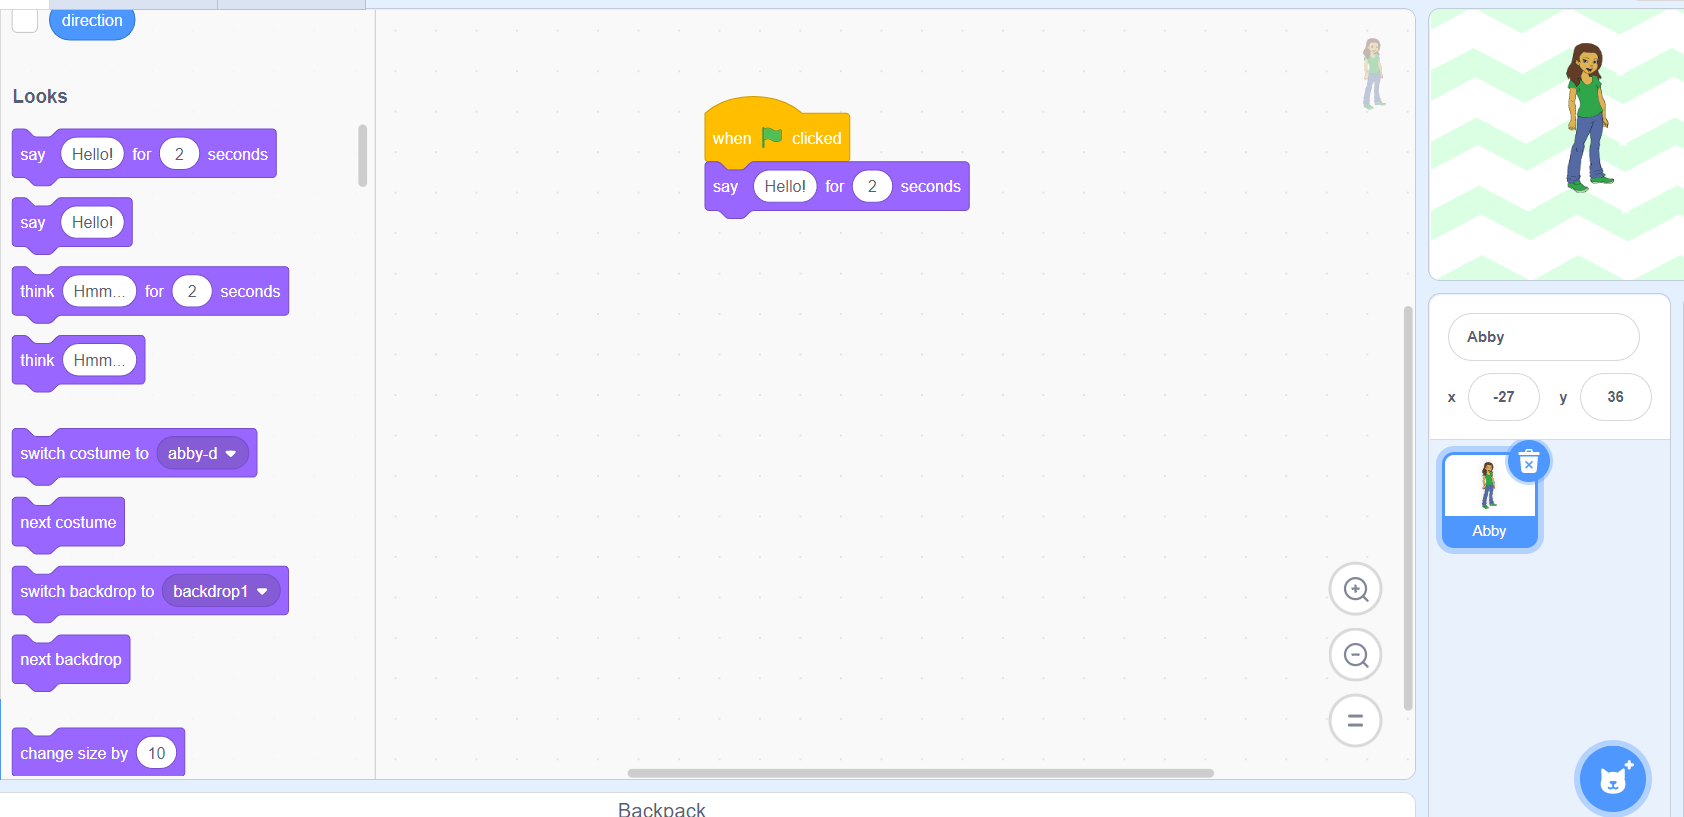 direction
Looks
say Hello! for 2 seconds
say Hello!
think Hmm... for 2 seconds
think Hmm...
switch costume to abby-d
next costume
switch backdrop to backdrop1
next backdrop
change size by 10
when clicked
say Hello! for 2 seconds
Abby
x -27 y 36
Abby
Backpack